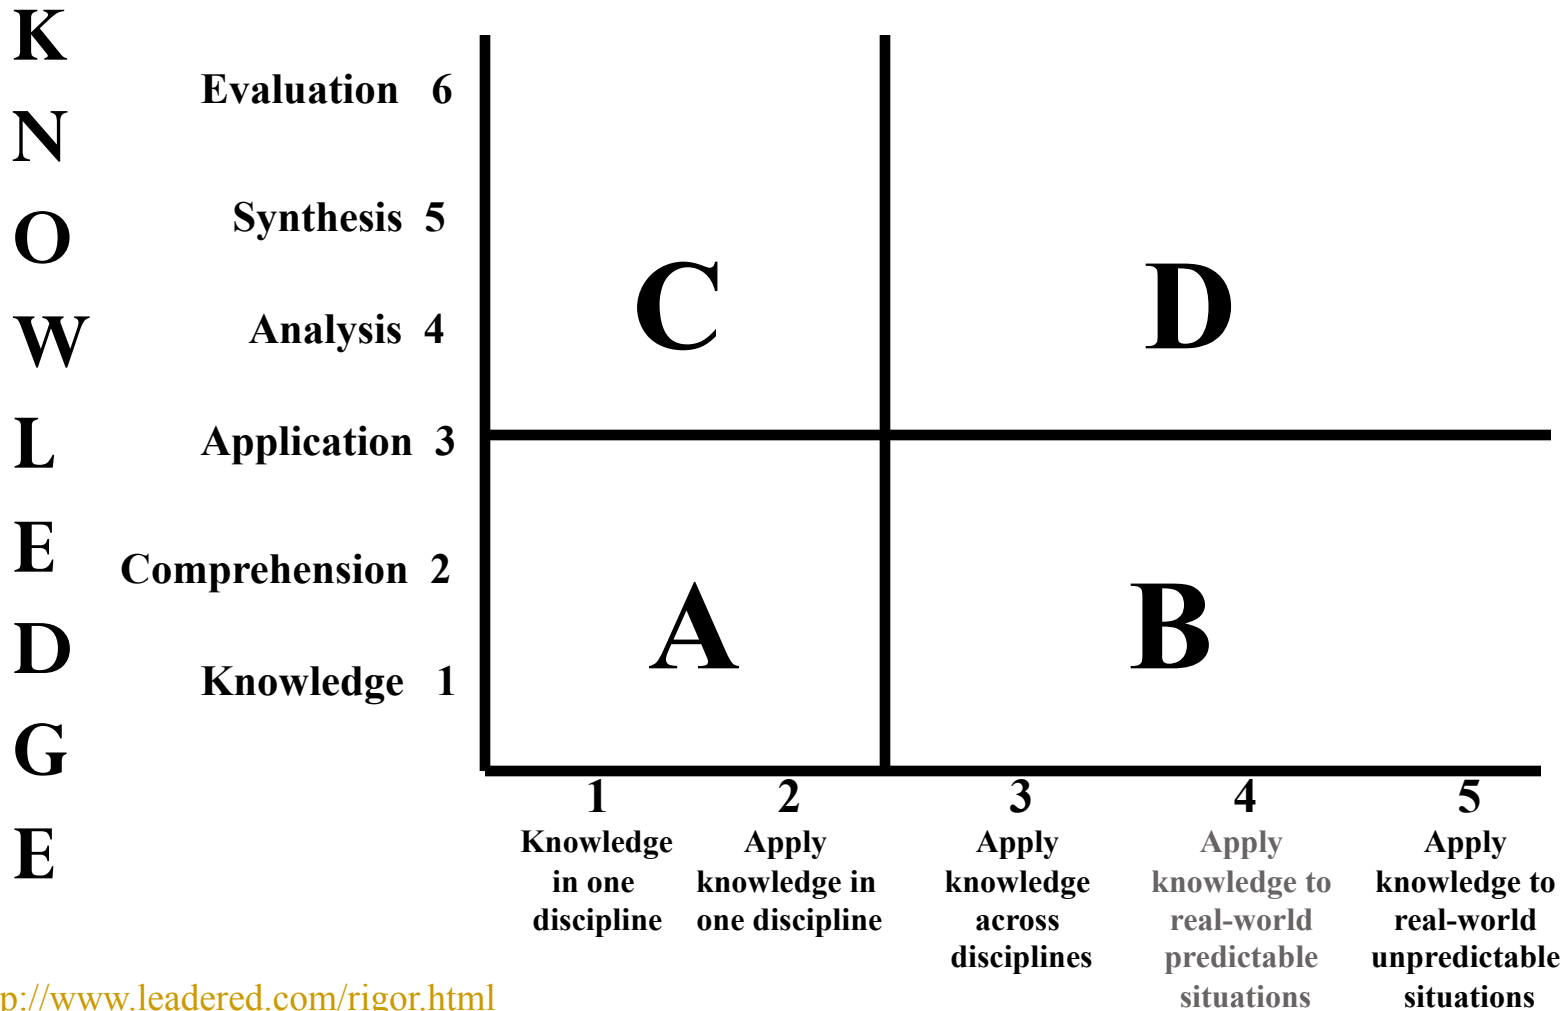 K
N
O
W
L
E
D
G
E
Evaluation 6
Synthesis 5
Analysis 4
Application 3
Comprehension 2
Knowledge 1
C
D
A
B
1
Knowledge
in one
discipline
2
Apply
knowledge in
one discipline
3
Apply
knowledge
across
disciplines
4
Apply
knowledge to
real-world
predictable
situations
5
Apply
knowledge to
real-world
unpredictable
situations
p://www.leadered.com/rigor.html